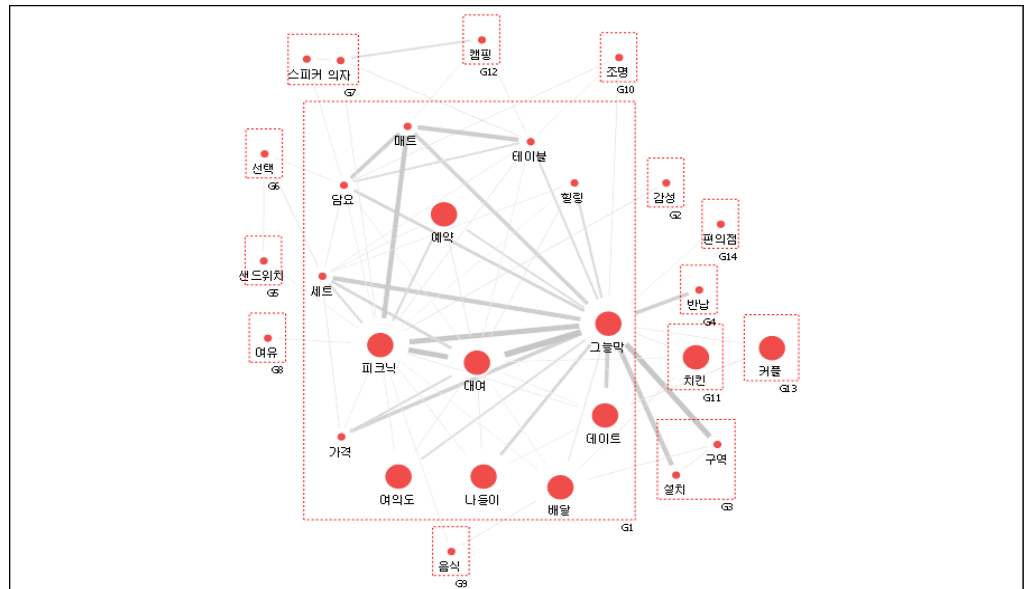 캠핑
G12
스피커 의자
G7
조명
G10
매트
테이블
선택
G6
담요
힐링
감성
G2
예약
편의점
G14
샌드위치
G5
세트
반납
G4
여유
G8
피크닉
그늘막
대여
치킨
G11
커플
G13
데이트
가격
구역
설치
G3
여의도
나들이
배달
G1
음식
G9